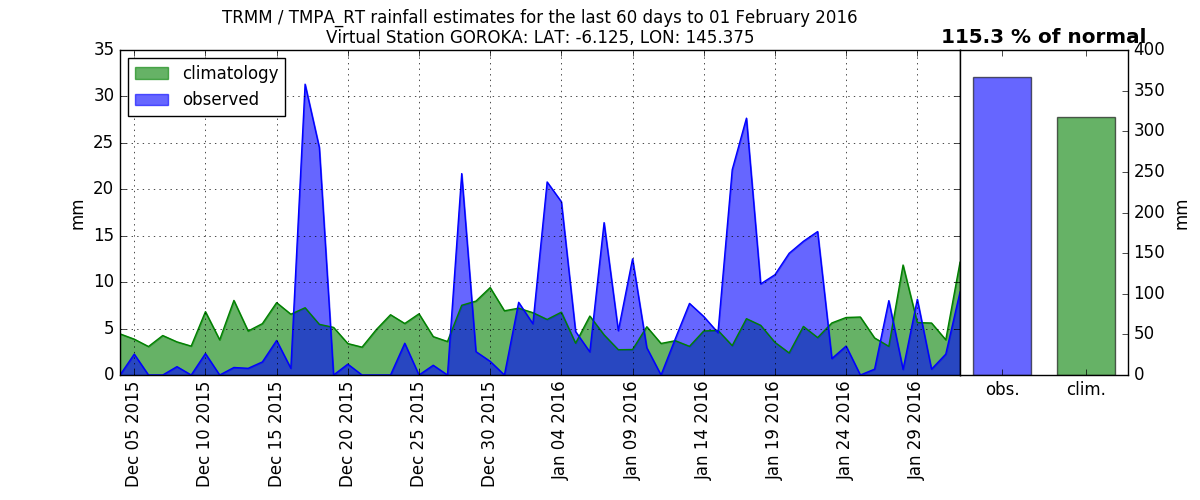 TRMM / TMPA_RT rainfall estimates for the last 60 days to 01 February 2016
Virtual Station GOROKA: LAT: -6.125, LON: 145.375
115.3 % of normal
climatology
observed
35
30
25
20
15
10
5
0
mm
400
350
300
250
200
150
100
50
0
mm
Dec 05 2015
Dec 10 2015
Dec 15 2015
Dec 20 2015
Dec 25 2015
Dec 30 2015
Jan 04 2016
Jan 09 2016
Jan 14 2016
Jan 19 2016
Jan 24 2016
Jan 29 2016
obs.
clim.